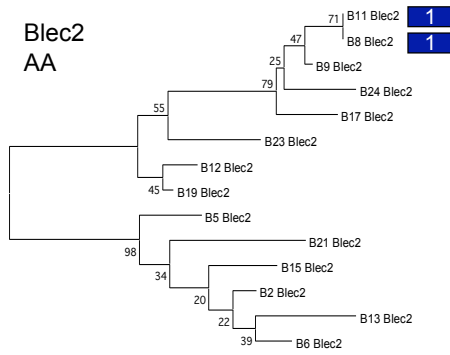 Blec2
AA
71
B11 Blec2
1
B8 Blec2
1
47
B9 Blec2
25
B24 Blec2
79
B17 Blec2
55
B23 Blec2
B12 Blec2
45
B19 Blec2
B5 Blec2
98
B21 Blec2
34
B15 Blec2
20
B2 Blec2
22
B13 Blec2
39
B6 Blec2